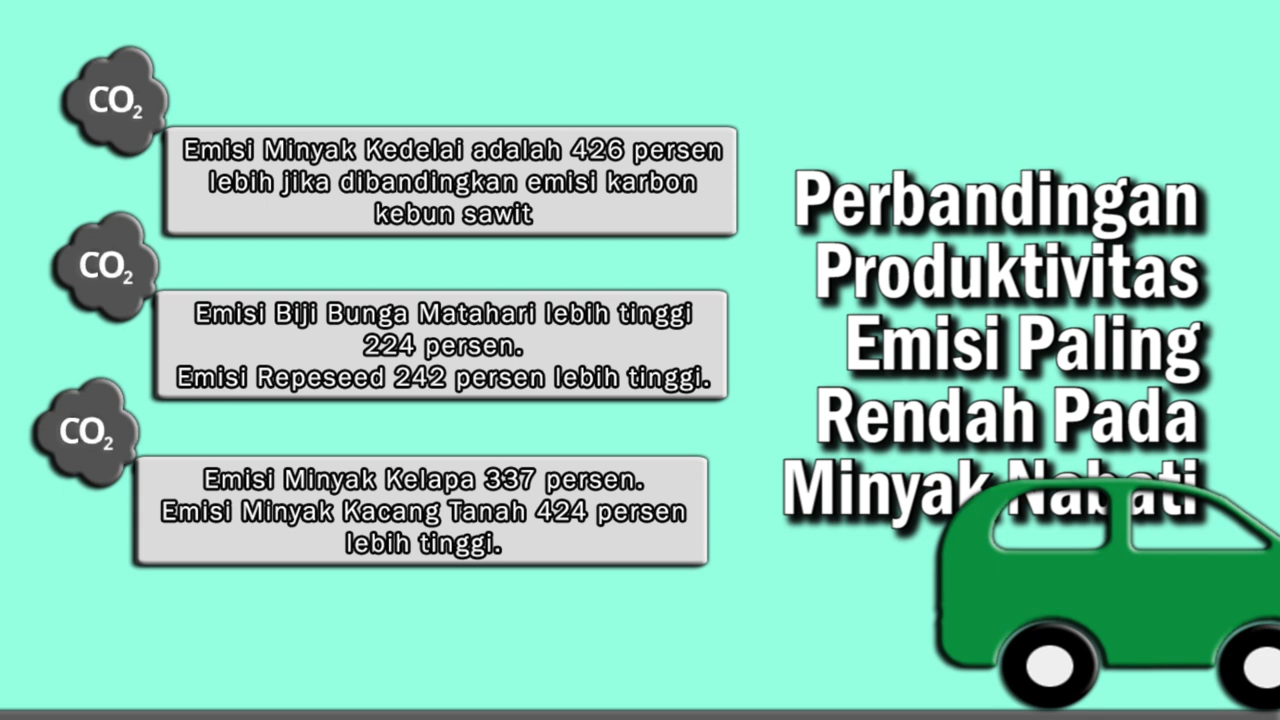 CO2
Emisi Minyak Kedelai adalah 426 persen
lebih jika dibandingkan emisi karbon
kebun sawit
CO2
Emisi Biji Bunga Matahari lebih tinggi
224 persen.
Emisi Repeseed 242 persen lebih tinggi.
CO2
Emisi Minyak Kelapa 337 persen.
Emisi Minyak Kacang Tanah 424 persen
lebih tinggi.
Perbandingan
Produktivitas
Emisi Paling
Rendah Pada
Minyak Nabati